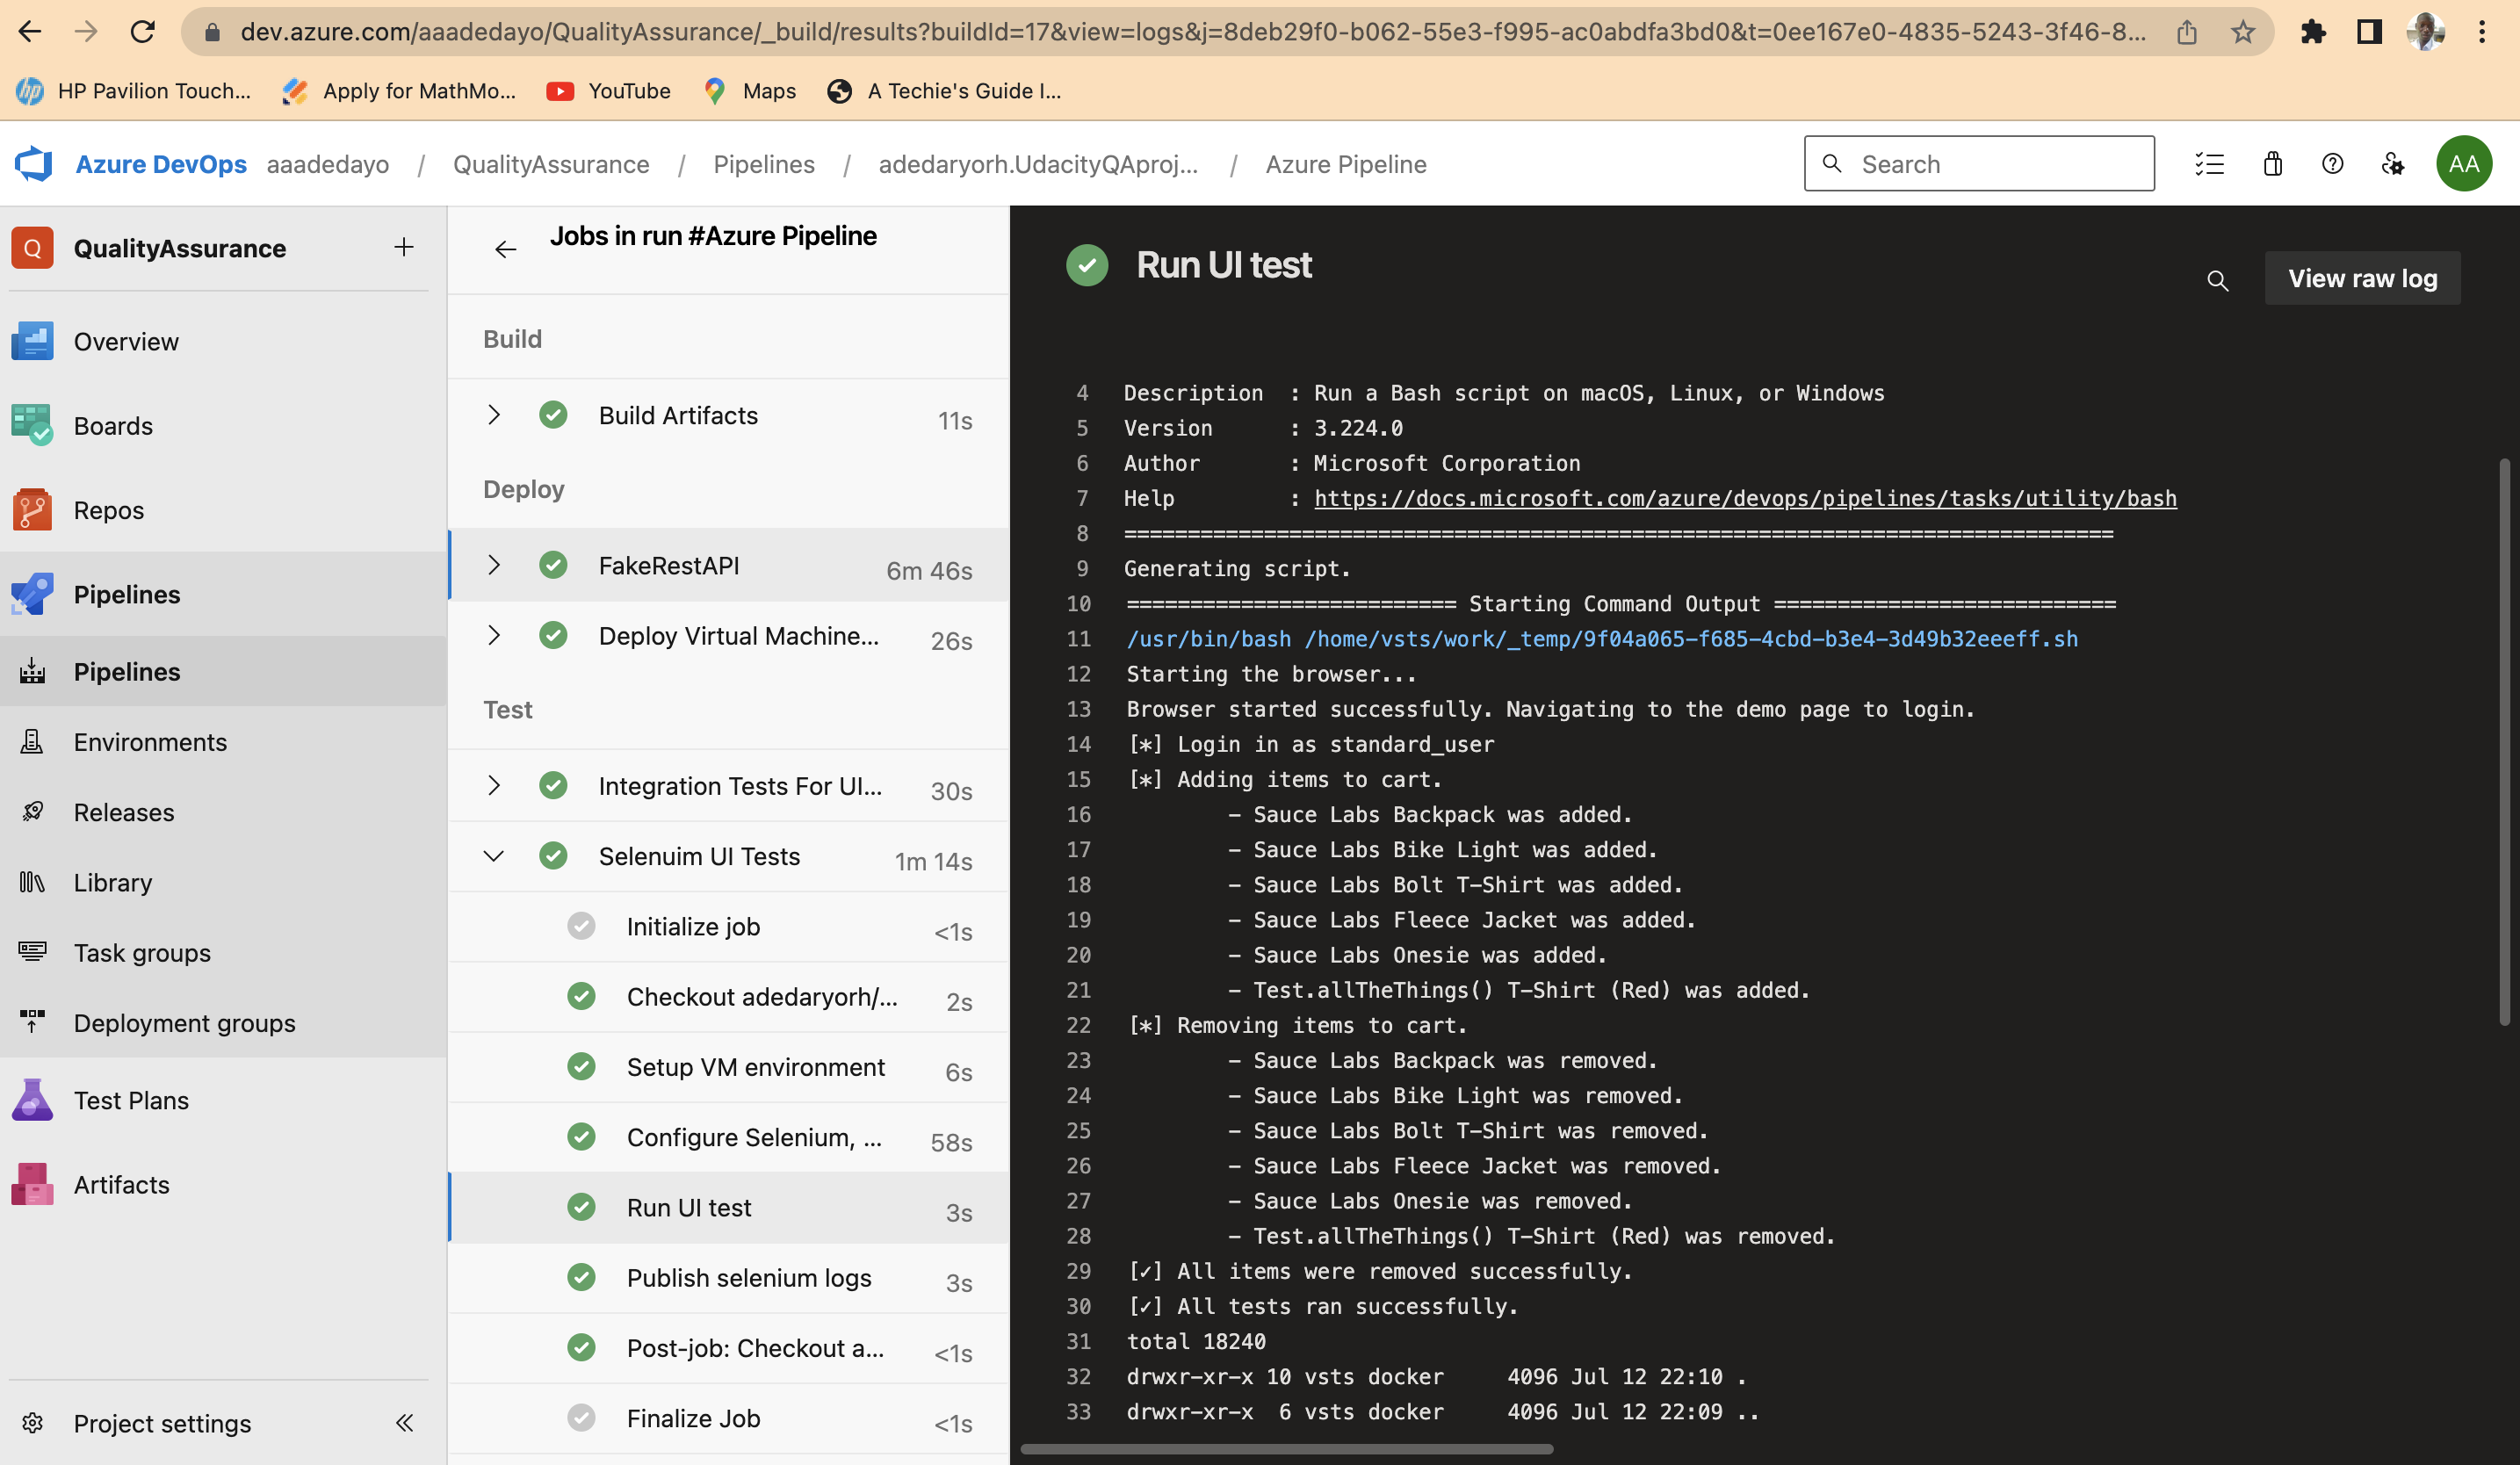 dev.azure.com/aaadedayo/QualityAssurance/_build/results?buildId=17&view=logs&j=8deb29f0-b062-55e3-f995-ac0abdfa3bd0&t=0ee167e0-4835-5243-3f46-8...
HP Pavilion Touch... Apply for MathMo... YouTube Maps A Techie's Guide I...
Azure DevOps aaadedayo / QualityAssurance / Pipelines / adedaryorh.UdacityQAproj... / Azure Pipeline Search AA
Q QualityAssurance +
Overview
Boards
Repos
Pipelines
Pipelines
Environments
Releases
Library
Task groups
Deployment groups
Test Plans
Artifacts
Project settings
Jobs in run #Azure Pipeline
Build
Build Artifacts 11s
Deploy
FakeRestAPI 6m 46s
Deploy Virtual Machine... 26s
Test
Integration Tests For UI... 30s
Selenuim UI Tests 1m 14s
Initialize job <1s
Checkout adedaryorh/... 2s
Setup VM environment 6s
Configure Selenium, ... 58s
Run UI test 3s
Publish selenium logs 3s
Post-job: Checkout a... <1s
Finalize Job <1s
Run UI test
View raw log
4 Description : Run a Bash script on macOS, Linux, or Windows
5 Version : 3.224.0
6 Author : Microsoft Corporation
7 Help : https://docs.microsoft.com/azure/devops/pipelines/tasks/utility/bash
8 ==============================================================================
9 Generating script.
10 ========================== Starting Command Output ===========================
11 /usr/bin/bash /home/vsts/work/_temp/9f04a065-f685-4cbd-b3e4-3d49b32eeeff.sh
12 Starting the browser...
13 Browser started successfully. Navigating to the demo page to login.
14 [*] Login in as standard_user
15 [*] Adding items to cart.
16 - Sauce Labs Backpack was added.
17 - Sauce Labs Bike Light was added.
18 - Sauce Labs Bolt T-Shirt was added.
19 - Sauce Labs Fleece Jacket was added.
20 - Sauce Labs Onesie was added.
21 - Test.allTheThings() T-Shirt (Red) was added.
22 [*] Removing items to cart.
23 - Sauce Labs Backpack was removed.
24 - Sauce Labs Bike Light was removed.
25 - Sauce Labs Bolt T-Shirt was removed.
26 - Sauce Labs Fleece Jacket was removed.
27 - Sauce Labs Onesie was removed.
28 - Test.allTheThings() T-Shirt (Red) was removed.
29 [✓] All items were removed successfully.
30 [✓] All tests ran successfully.
31 total 18240
32 drwxr-xr-x 10 vsts docker 4096 Jul 12 22:10 .
33 drwxr-xr-x 6 vsts docker 4096 Jul 12 22:09 ..